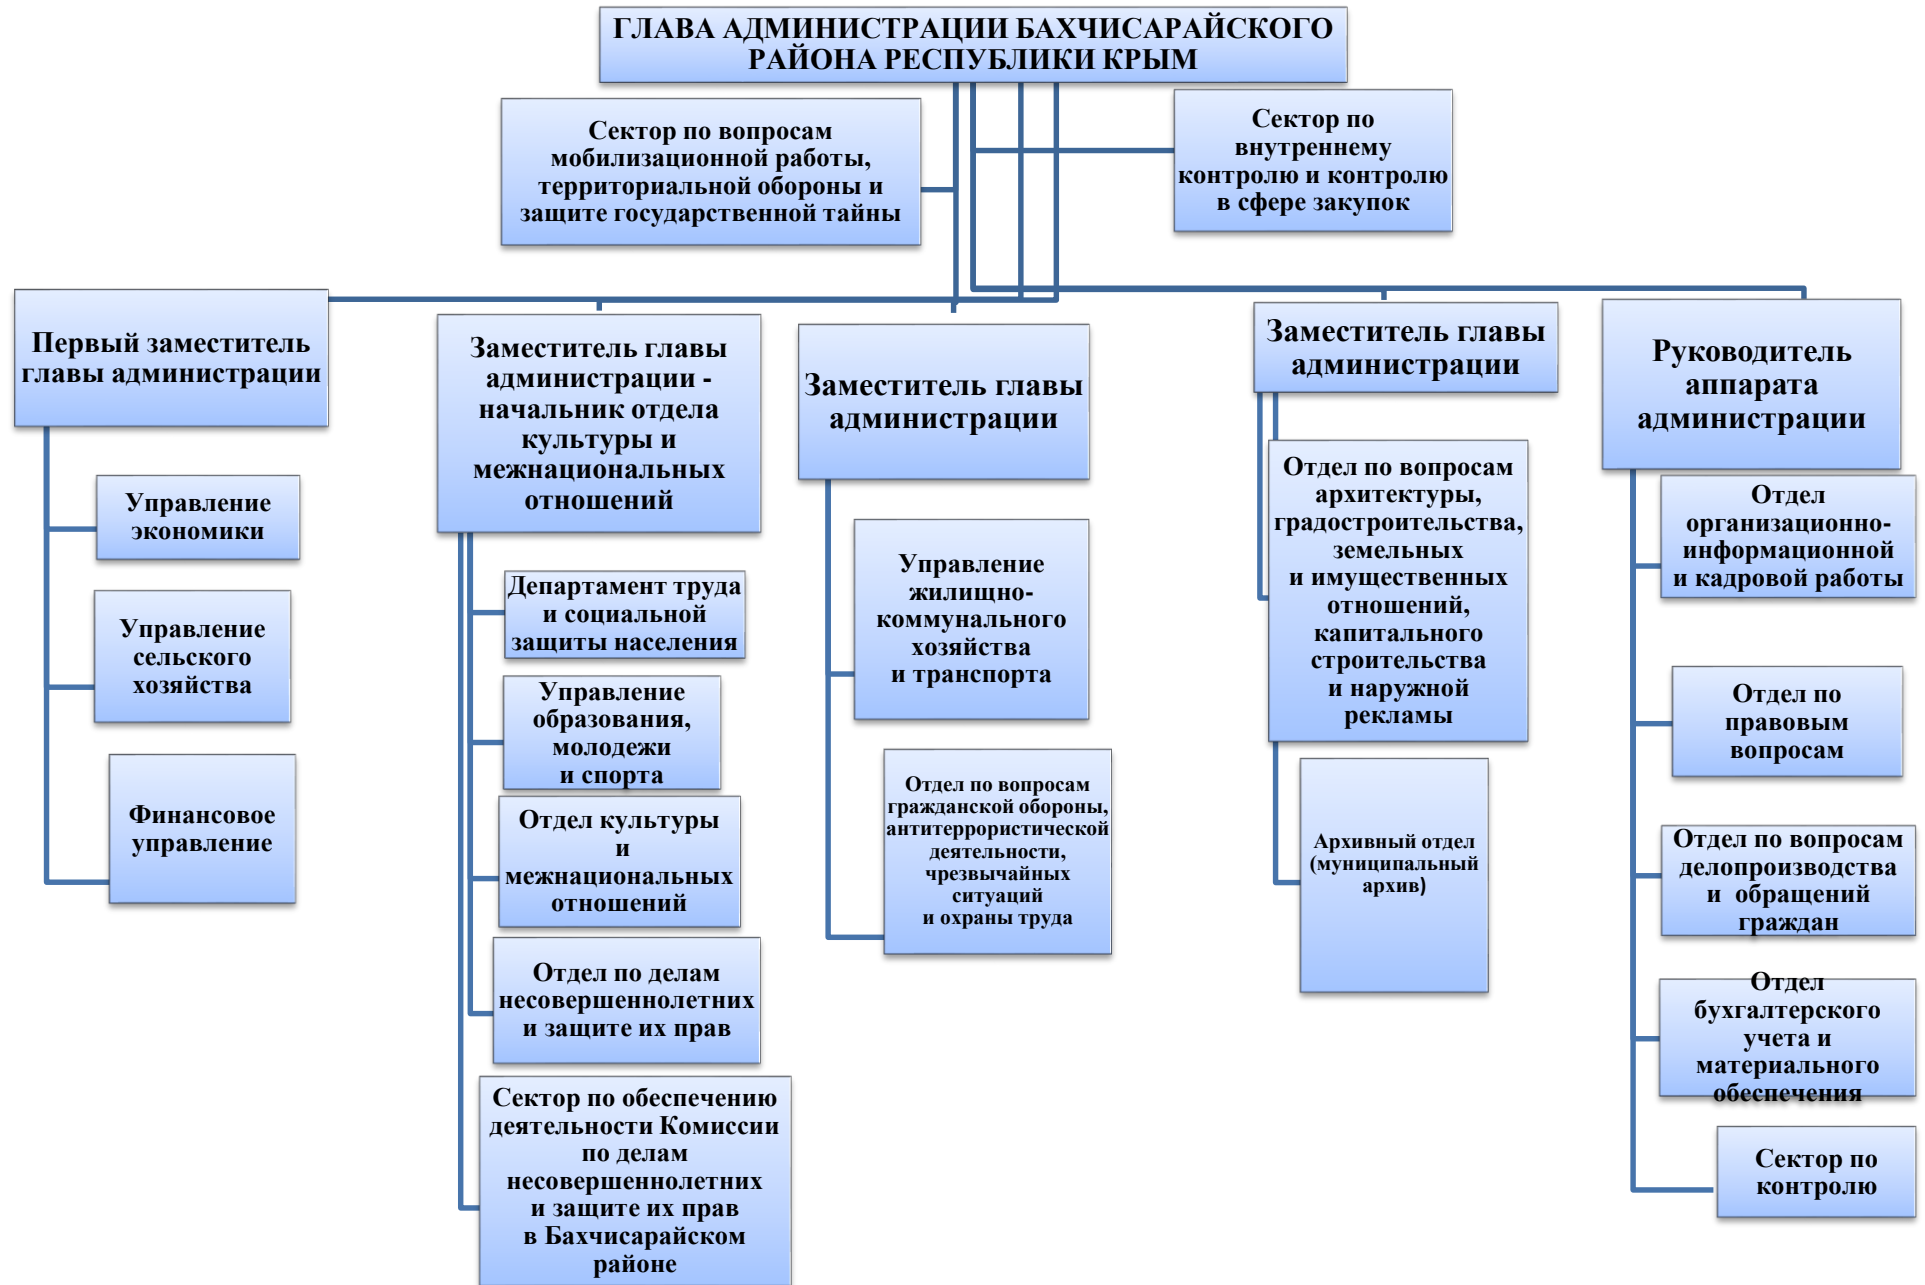 ГЛАВА АДМИНИСТРАЦИИ БАХЧИСАРАЙСКОГО
РАЙОНА РЕСПУБЛИКИ КРЫМ
Сектор по вопросам
мобилизационной работы,
территориальной обороны и
защите государственной тайны
Сектор по
внутреннему
контролю и контролю
в сфере закупок
Первый заместитель
главы администрации
Управление
экономики
Управление
сельского
хозяйства
Финансовое
управление
Заместитель главы
администрации -
начальник отдела
культуры и
межнациональных
отношений
Департамент труда
и социальной
защиты населения
Управление
образования,
молодежи
и спорта
Отдел культуры
и
межнациональных
отношений
Отдел по делам
несовершеннолетних
и защите их прав
Сектор по обеспечению
деятельности Комиссии
по делам
несовершеннолетних
и защите их прав
в Бахчисарайском
районе
Заместитель главы
администрации
Управление
жилищно-
коммунального
хозяйства
и транспорта
Отдел по вопросам
гражданской обороны,
антитеррористической
деятельности,
чрезвычайных
ситуаций
и охраны труда
Заместитель главы
администрации
Отдел по вопросам
архитектуры,
градостроительства,
земельных
и имущественных
отношений,
капитального
строительства
и наружной
рекламы
Архивный отдел
(муниципальный
архив)
Руководитель
аппарата
администрации
Отдел
организационно-
информационной
и кадровой работы
Отдел по
правовым
вопросам
Отдел по вопросам
делопроизводства
и обращений
граждан
Отдел
бухгалтерского
учета и
материального
обеспечения
Сектор по
контролю